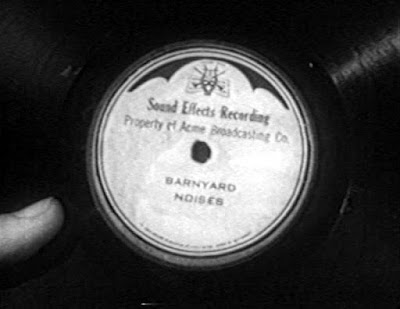 Sound Effects Recording
Property of Acme Broadcasting Co.
BARNYARD
NOISES